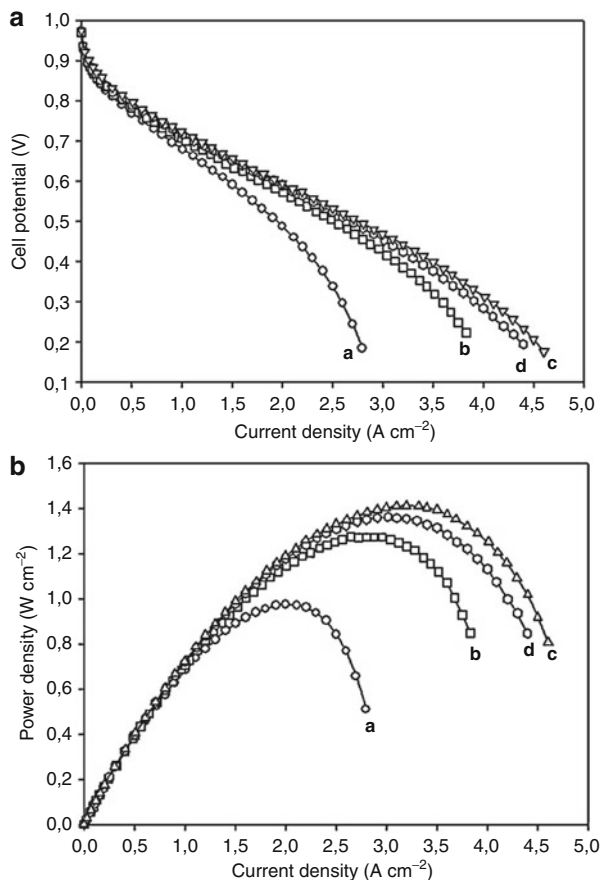 a
1,0
0,9
0,8
0,7
0,6
0,5
0,4
0,3
0,2
0,1
Cell potential (V)
a
b
d
c
0,0 0,5 1,0 1,5 2,0 2,5 3,0 3,5 4,0 4,5 5,0
Current density (A cm⁻²)
b
1,6
1,4
1,2
1,0
0,8
0,6
0,4
0,2
0,0
Power density (W cm⁻²)
a
b
d
c
0,0 0,5 1,0 1,5 2,0 2,5 3,0 3,5 4,0 4,5 5,0
Current density (A cm⁻²)